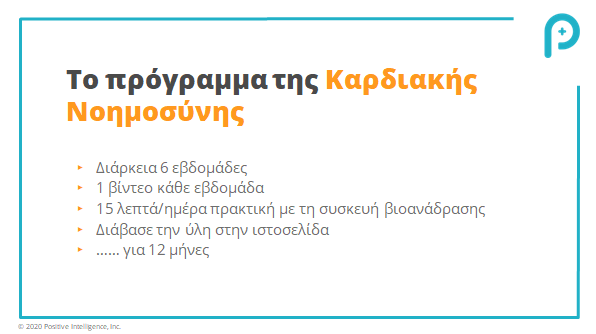 Το πρόγραμμα της Καρδιακής
Νοημοσύνης
Διάρκεια 6 εβδομάδες
1 βίντεο κάθε εβδομάδα
15 λεπτά/ημέρα πρακτική με τη συσκευή βιοανάδρασης
Διάβασε την ύλη στην ιστοσελίδα
...... για 12 μήνες
© 2020 Positive Intelligence, Inc.